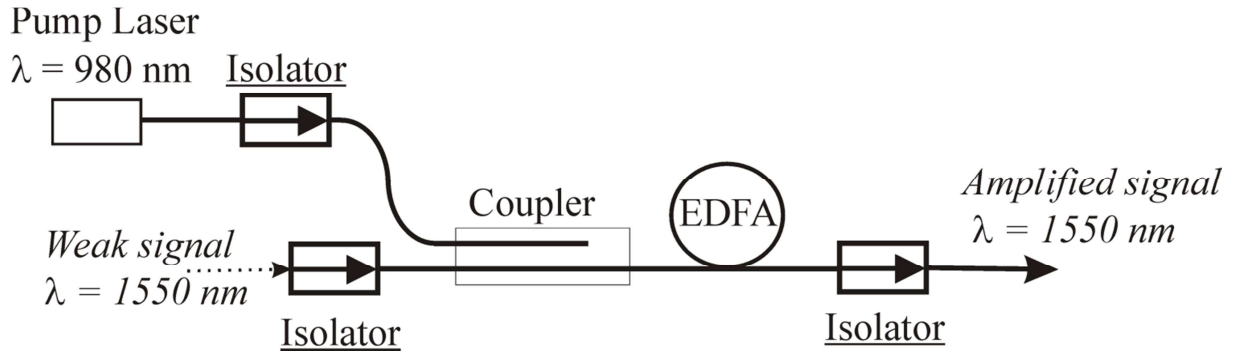 Pump Laser
λ = 980 nm
Isolator
Coupler
EDFA
Amplified signal
λ = 1550 nm
Weak signal
λ = 1550 nm
Isolator
Isolator